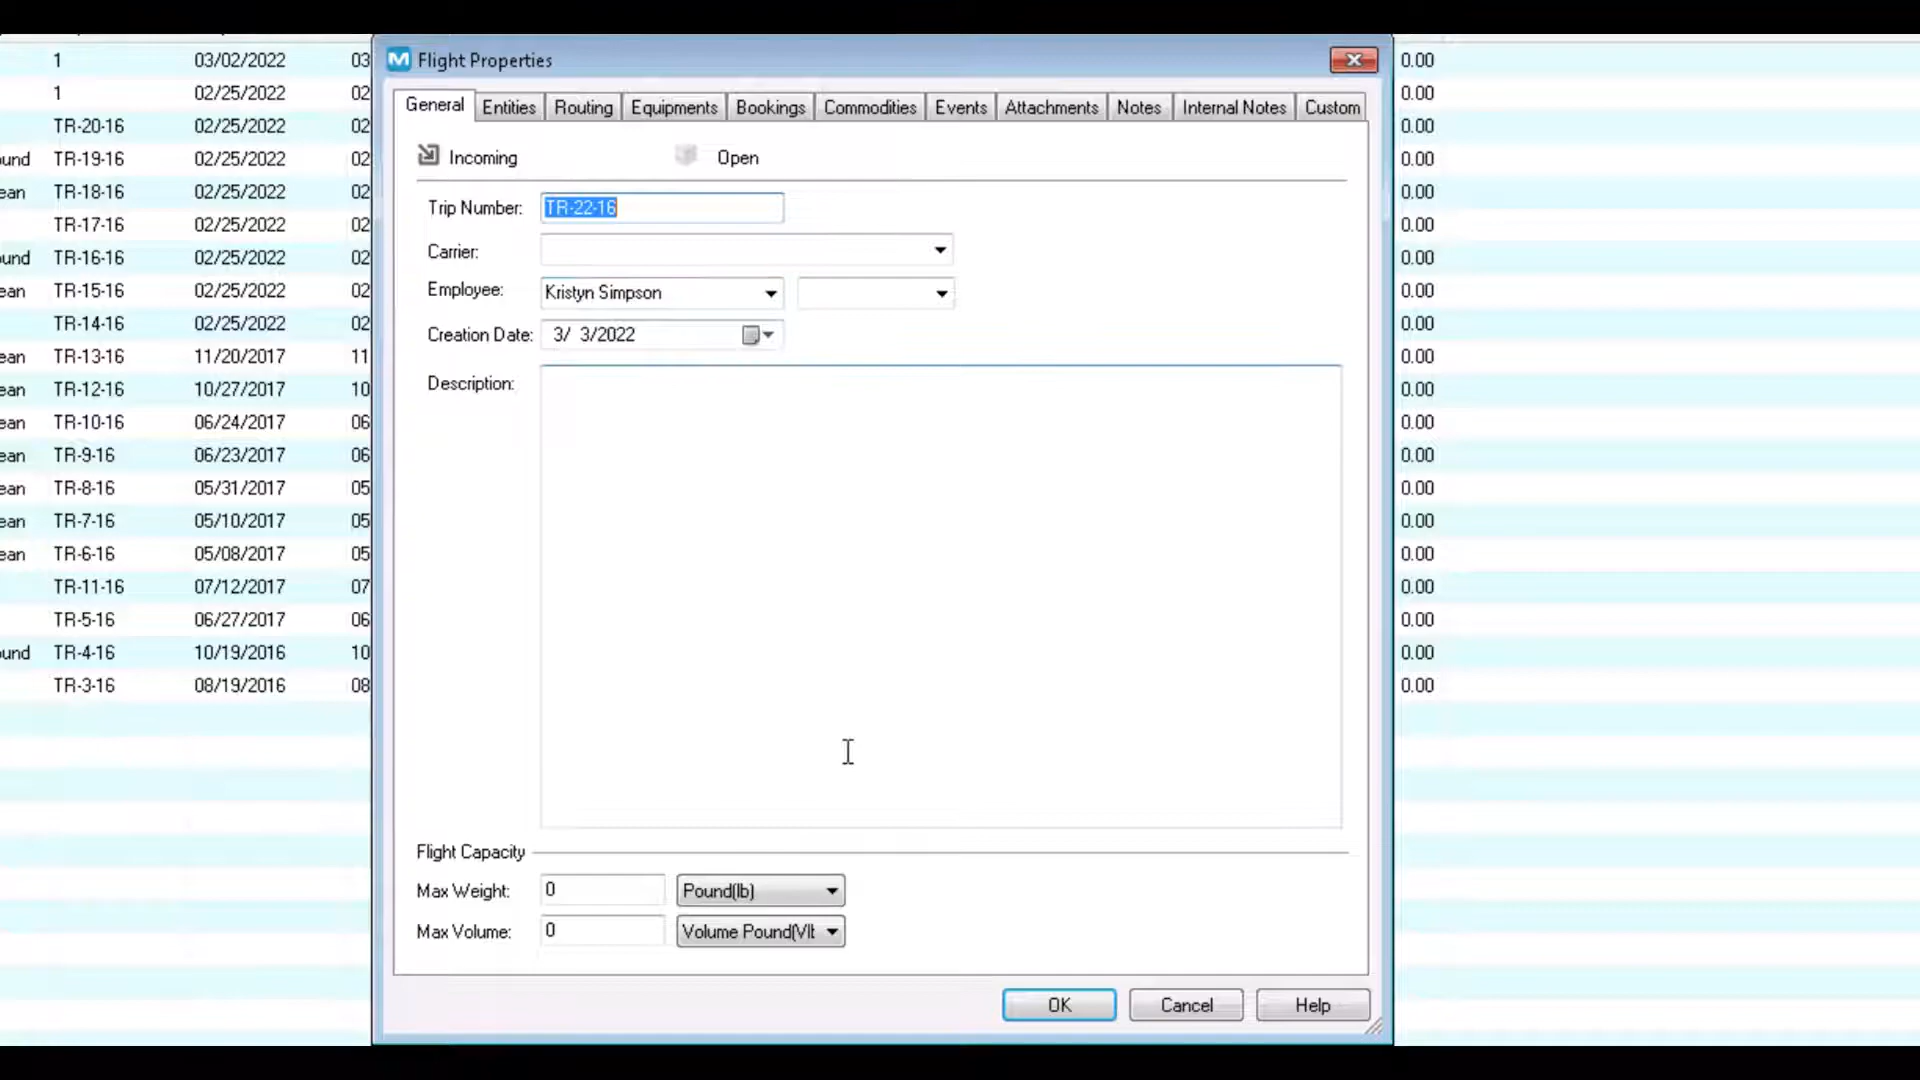 Flight Properties
General Entities Routing Equipments Bookings Commodities Events Attachments Notes Internal Notes Custom
Incoming Open
Trip Number: TR-22-16
Carrier:
Employee: Kristyn Simpson
Creation Date: 3/ 3/2022
Description:
Flight Capacity
Max Weight: 0 Pound(lb)
Max Volume: 0 Volume Pound(Vlb
OK Cancel Help
1 03/02/2022 03 0.00
1 02/25/2022 02 0.00
TR-20-16 02/25/2022 02 0.00
und TR-19-16 02/25/2022 02 0.00
ean TR-18-16 02/25/2022 02 0.00
TR-17-16 02/25/2022 02 0.00
und TR-16-16 02/25/2022 02 0.00
ean TR-15-16 02/25/2022 02 0.00
TR-14-16 02/25/2022 02 0.00
ean TR-13-16 11/20/2017 11 0.00
ean TR-12-16 10/27/2017 10 0.00
ean TR-10-16 06/24/2017 06 0.00
ean TR-9-16 06/23/2017 06 0.00
ean TR-8-16 05/31/2017 05 0.00
ean TR-7-16 05/10/2017 05 0.00
ean TR-6-16 05/08/2017 05 0.00
TR-11-16 07/12/2017 07 0.00
TR-5-16 06/27/2017 06 0.00
und TR-4-16 10/19/2016 10 0.00
TR-3-16 08/19/2016 08 0.00